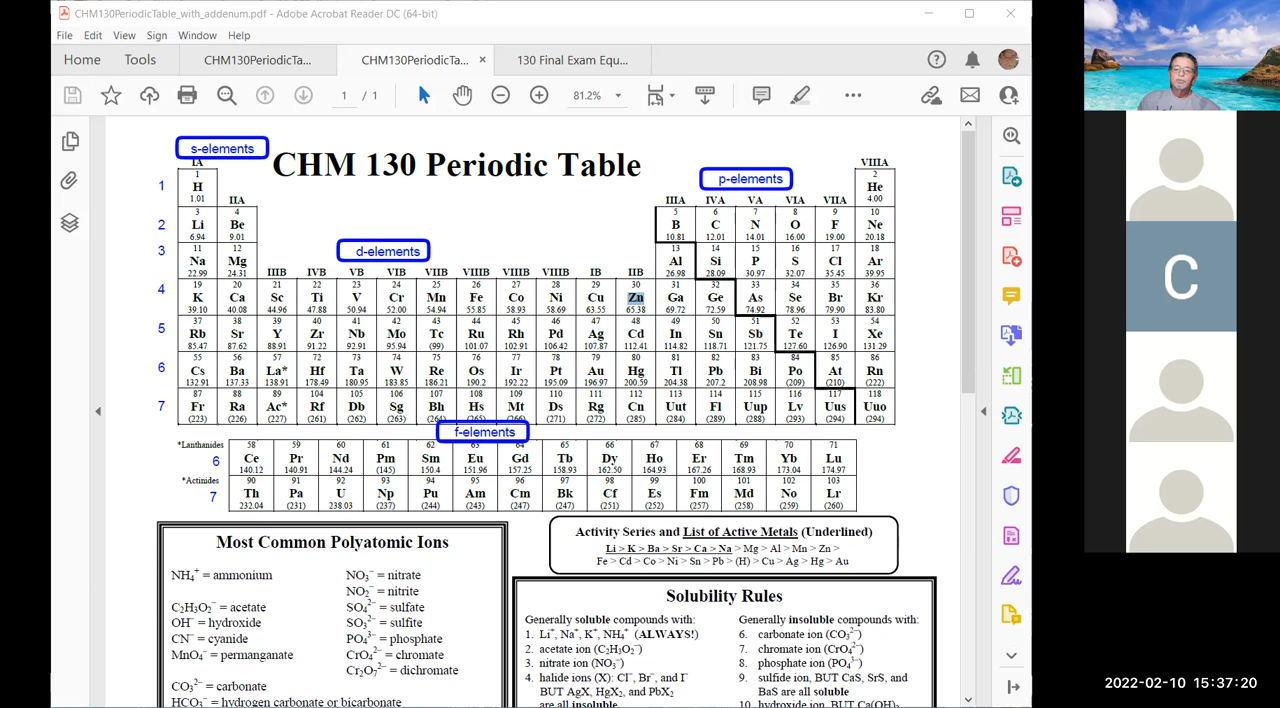 CHM130PeriodicTable_with_addenum.pdf - Adobe Acrobat Reader DC (64-bit)
File Edit View Sign Window Help
Home Tools CHM130PeriodicTa... CHM130PeriodicTa... × 130 Final Exam Equ...
1 / 1 81.2%
s-elements
CHM 130 Periodic Table
p-elements
d-elements
f-elements
IA VIIIA
1 2
1 H He
1.01 IIA IIIA IVA VA VIA VIIA 4.00
3 4 5 6 7 8 9 10
2 Li Be B C N O F Ne
6.94 9.01 10.81 12.01 14.01 16.00 19.00 20.18
11 12 13 14 15 16 17 18
3 Na Mg Al Si P S Cl Ar
22.99 24.31 IIIB IVB VB VIB VIIB VIIIB VIIIB VIIIB IB IIB 26.98 28.09 30.97 32.07 35.45 39.95
19 20 21 22 23 24 25 26 27 28 29 30 31 32 33 34 35 36
4 K Ca Sc Ti V Cr Mn Fe Co Ni Cu Zn Ga Ge As Se Br Kr
39.10 40.08 44.96 47.88 50.94 52.00 54.94 55.85 58.93 58.69 63.55 65.38 69.72 72.59 74.92 78.96 79.90 83.80
37 38 39 40 41 42 43 44 45 46 47 48 49 50 51 52 53 54
5 Rb Sr Y Zr Nb Mo Tc Ru Rh Pd Ag Cd In Sn Sb Te I Xe
85.47 87.62 88.91 91.22 92.91 95.94 (99) 101.07 102.91 106.42 107.87 112.41 114.82 118.71 121.75 127.60 126.90 131.29
55 56 57 72 73 74 75 76 77 78 79 80 81 82 83 84 85 86
6 Cs Ba La* Hf Ta W Re Os Ir Pt Au Hg Tl Pb Bi Po At Rn
132.91 137.33 138.91 178.49 180.95 183.85 186.21 190.2 192.22 195.09 196.97 200.59 204.38 207.2 208.98 (209) (210) (222)
87 88 89 104 105 106 107 108 109 110 111 112 113 114 115 116 117 118
7 Fr Ra Ac* Rf Db Sg Bh Hs Mt Ds Rg Cn Uut Fl Uup Lv Uus Uuo
(223) (226) (227) (261) (262) (263) (264) (265) (266) (271) (272) (285) (284) (289) (288) (293) (294) (294)
*Lanthanides 58 59 60 61 62 63 64 65 66 67 68 69 70 71
6 Ce Pr Nd Pm Sm Eu Gd Tb Dy Ho Er Tm Yb Lu
140.12 140.91 144.24 (145) 150.4 151.96 157.25 158.93 162.50 164.93 167.26 168.93 173.04 174.97
*Actinides 90 91 92 93 94 95 96 97 98 99 100 101 102 103
7 Th Pa U Np Pu Am Cm Bk Cf Es Fm Md No Lr
232.04 (231) 238.03 (237) (244) (243) (247) (247) (251) (252) (257) (258) (259) (260)
Most Common Polyatomic Ions
NH₄⁺ = ammonium NO₃⁻ = nitrate
NO₂⁻ = nitrite
C₂H₃O₂⁻ = acetate SO₄²⁻ = sulfate
OH⁻ = hydroxide SO₃²⁻ = sulfite
CN⁻ = cyanide PO₄³⁻ = phosphate
MnO₄⁻ = permanganate CrO₄²⁻ = chromate
Cr₂O₇²⁻ = dichromate
CO₃²⁻ = carbonate
HCO₃⁻ = hydrogen carbonate or bicarbonate
Activity Series and List of Active Metals (Underlined)
Li > K > Ba > Sr > Ca > Na > Mg > Al > Mn > Zn >
Fe > Cd > Co > Ni > Sn > Pb > (H) > Cu > Ag > Hg > Au
Solubility Rules
Generally soluble compounds with:
1. Li⁺, Na⁺, K⁺, NH₄⁺ (ALWAYS!)
2. acetate ion (C₂H₃O₂⁻)
3. nitrate ion (NO₃⁻)
4. halide ions (X): Cl⁻, Br⁻, and I⁻
BUT AgX, HgX₂, and PbX₂
are all insoluble
Generally insoluble compounds with:
6. carbonate ion (CO₃²⁻)
7. chromate ion (CrO₄²⁻)
8. phosphate ion (PO₄³⁻)
9. sulfide ion, BUT CaS, SrS, and
BaS are all soluble
10. hydroxide ion, BUT Ca(OH)₂
C
2022-02-10 15:37:20